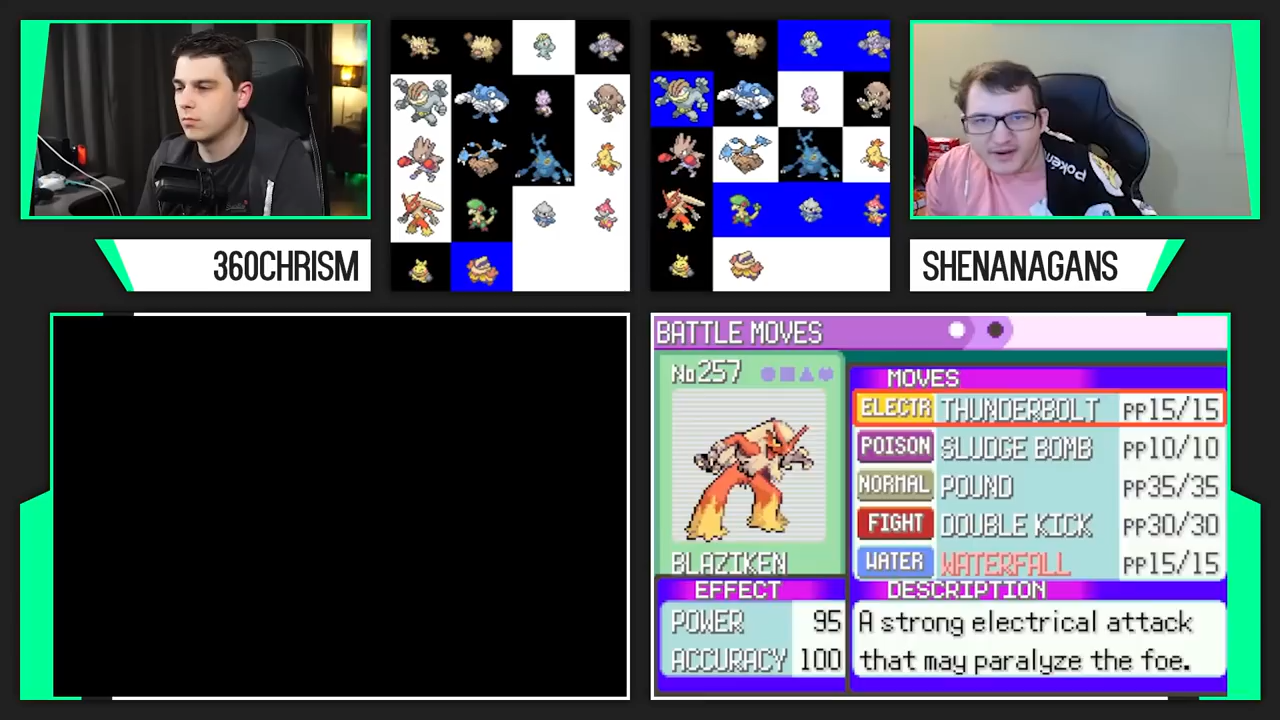 360CHRISM
SHENANAGANS
pokémon
BATTLE MOVES
No257
BLAZIKEN
MOVES
ELECTR THUNDERBOLT PP15/15
POISON SLUDGE BOMB PP10/10
NORMAL POUND PP35/35
FIGHT DOUBLE KICK PP30/30
WATER WATERFALL PP15/15
EFFECT
POWER 95
ACCURACY 100
DESCRIPTION
A strong electrical attack
that may paralyze the foe.